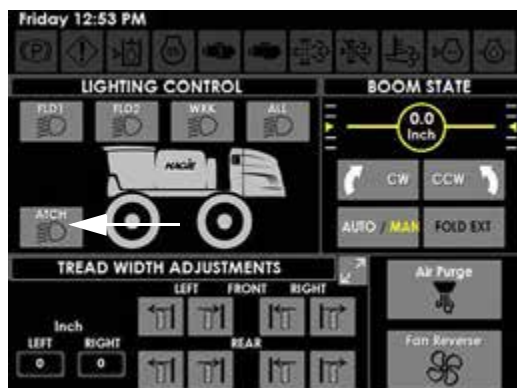 Friday 12:53 PM
LIGHTING CONTROL
FLD1 FLD2 WRK ALL
HAGIE
ATCH
BOOM STATE
0.0
Inch
CW CCW
AUTO / MAN FOLD EXT
TREAD WIDTH ADJUSTMENTS
LEFT FRONT RIGHT
Inch
LEFT RIGHT
0 0
REAR
Air Purge
Fan Reverse